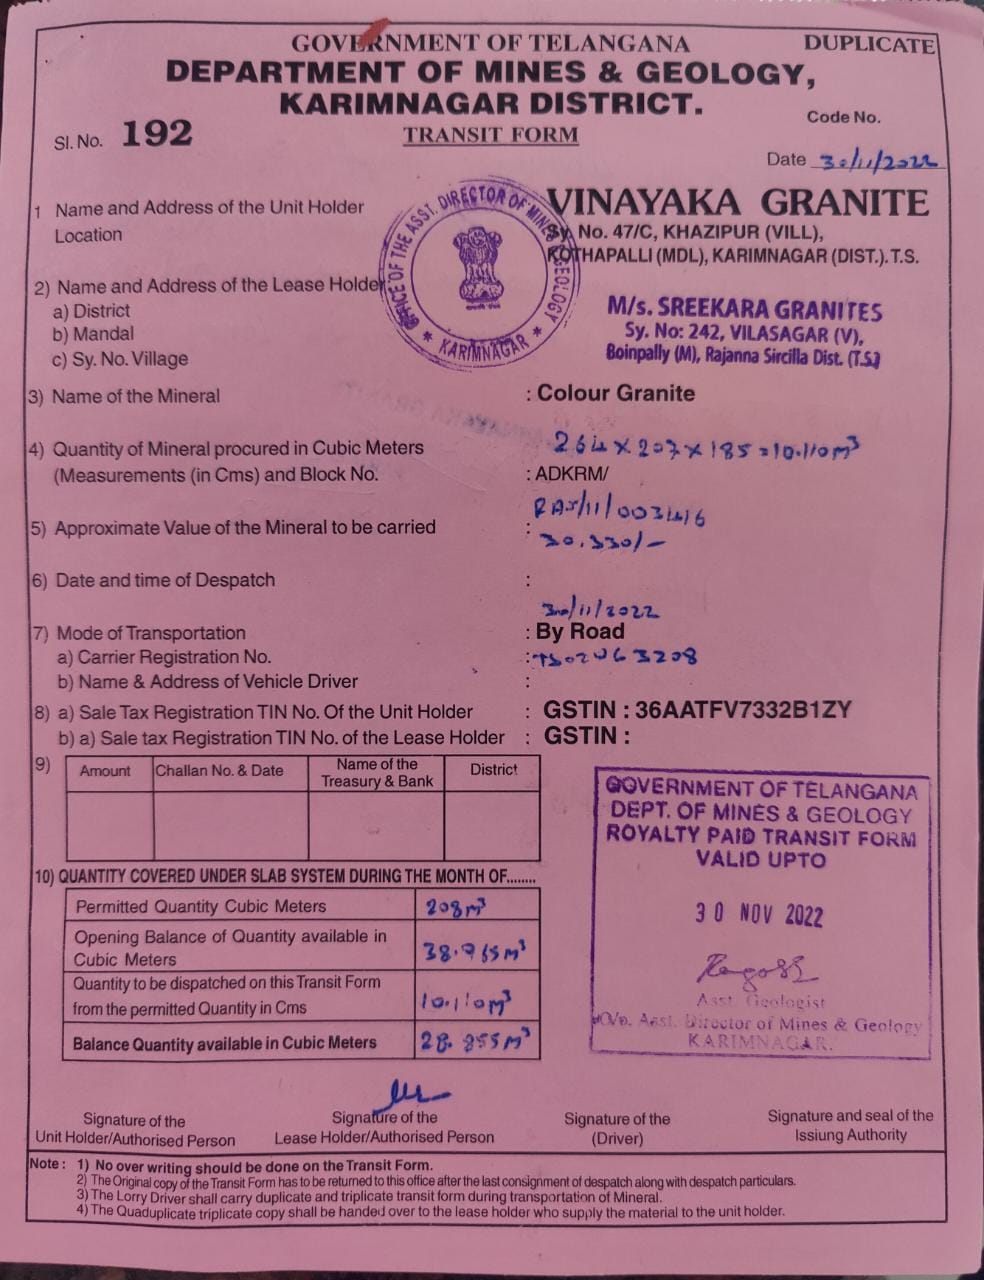 GOVERNMENT OF TELANGANA
DUPLICATE
DEPARTMENT OF MINES & GEOLOGY,
KARIMNAGAR DISTRICT.
Code No.
Sl. No. 192
TRANSIT FORM
Date 30/11/2022
1 Name and Address of the Unit Holder
Location
VINAYAKA GRANITE
Sy. No. 47/C, KHAZIPUR (VILL),
KOTHAPALLI (MDL), KARIMNAGAR (DIST.). T.S.
OFFICE OF THE ASST. DIRECTOR OF MINES & GEOLOGY
* KARIMNAGAR *
2) Name and Address of the Lease Holder
a) District
b) Mandal
c) Sy. No. Village
M/s. SREEKARA GRANITES
Sy. No: 242, VILASAGAR (V),
Boinpally (M), Rajanna Sircilla Dist. (T.S.)
3) Name of the Mineral : Colour Granite
4) Quantity of Mineral procured in Cubic Meters 264 x 207 x 185 = 10.110 m³
(Measurements (in Cms) and Block No. : ADKRM/
RAJ/11/003416
5) Approximate Value of the Mineral to be carried : 30,330/-
6) Date and time of Despatch :
30/11/2022
7) Mode of Transportation : By Road
a) Carrier Registration No. : TS02UC3208
b) Name & Address of Vehicle Driver :
8) a) Sale Tax Registration TIN No. Of the Unit Holder : GSTIN : 36AATFV7332B1ZY
b) a) Sale tax Registration TIN No. of the Lease Holder : GSTIN :
9) Amount Challan No. & Date Name of the Treasury & Bank District
GOVERNMENT OF TELANGANA
DEPT. OF MINES & GEOLOGY
ROYALTY PAID TRANSIT FORM
VALID UPTO
30 NOV 2022
Asst. Geologist
O/o. Asst. Director of Mines & Geology
KARIMNAGAR.
10) QUANTITY COVERED UNDER SLAB SYSTEM DURING THE MONTH OF........
Permitted Quantity Cubic Meters 208 m³
Opening Balance of Quantity available in
Cubic Meters 38.965 m³
Quantity to be dispatched on this Transit Form
from the permitted Quantity in Cms 10.110 m³
Balance Quantity available in Cubic Meters 28.855 m³
Signature of the
Unit Holder/Authorised Person
Signature of the
Lease Holder/Authorised Person
Signature of the
(Driver)
Signature and seal of the
Issiung Authority
Note : 1) No over writing should be done on the Transit Form.
2) The Original copy of the Transit Form has to be returned to this office after the last consignment of despatch along with despatch particulars.
3) The Lorry Driver shall carry duplicate and triplicate transit form during transportation of Mineral.
4) The Quaduplicate triplicate copy shall be handed over to the lease holder who supply the material to the unit holder.